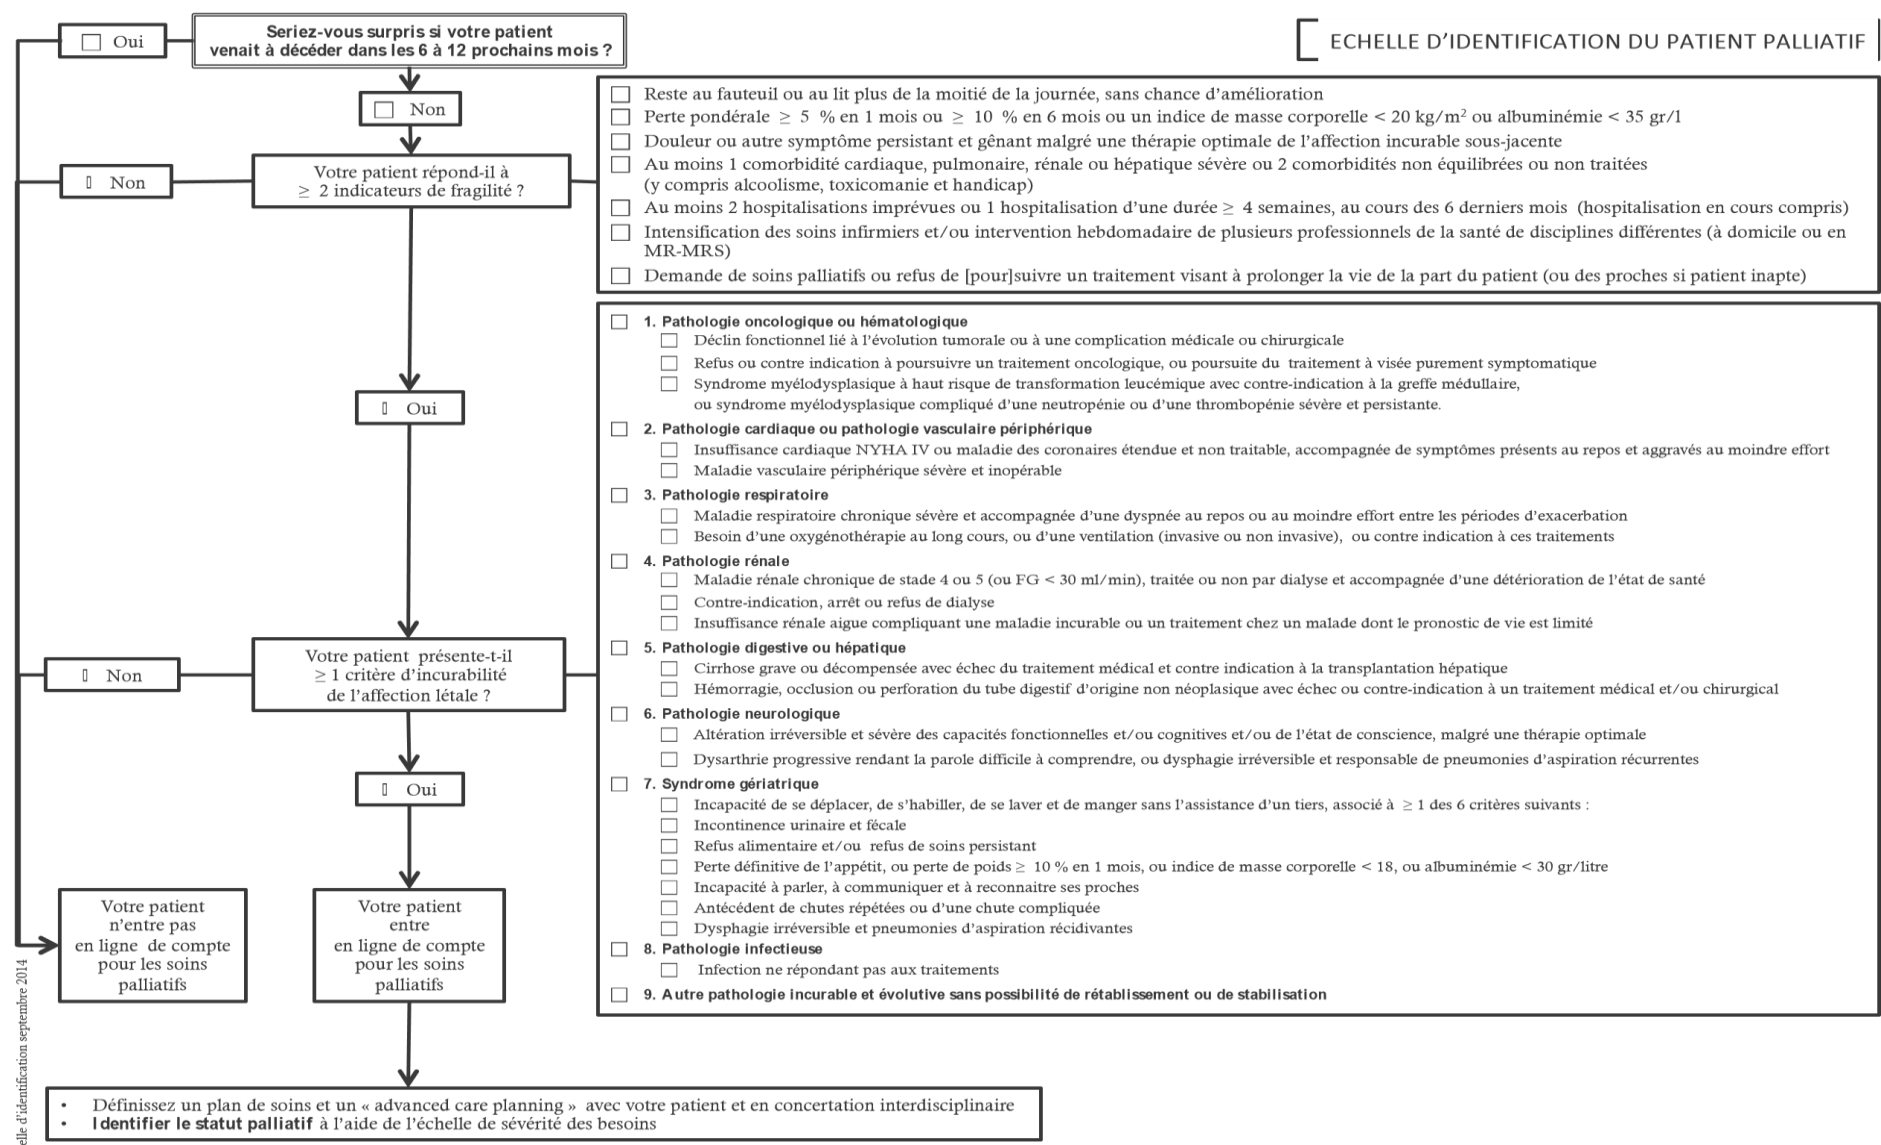 ECHELLE D'IDENTIFICATION DU PATIENT PALLIATIF
Seriez-vous surpris si votre patient
venait à décéder dans les 6 à 12 prochains mois ?
Oui
Non
Votre patient répond-il à
≥ 2 indicateurs de fragilité ?
Non
Reste au fauteuil ou au lit plus de la moitié de la journée, sans chance d'amélioration
Perte pondérale ≥ 5 % en 1 mois ou ≥ 10 % en 6 mois ou un indice de masse corporelle < 20 kg/m² ou albuminémie < 35 gr/l
Douleur ou autre symptôme persistant et gênant malgré une thérapie optimale de l'affection incurable sous-jacente
Au moins 1 comorbidité cardiaque, pulmonaire, rénale ou hépatique sévère ou 2 comorbidités non équilibrées ou non traitées
(y compris alcoolisme, toxicomanie et handicap)
Au moins 2 hospitalisations imprévues ou 1 hospitalisation d'une durée ≥ 4 semaines, au cours des 6 derniers mois (hospitalisation en cours compris)
Intensification des soins infirmiers et/ou intervention hebdomadaire de plusieurs professionnels de la santé de disciplines différentes (à domicile ou en
MR-MRS)
Demande de soins palliatifs ou refus de [pour]suivre un traitement visant à prolonger la vie de la part du patient (ou des proches si patient inapte)
Oui
Votre patient présente-t-il
≥ 1 critère d'incurabilité
de l'affection létale ?
Non
1. Pathologie oncologique ou hématologique
Déclin fonctionnel lié à l'évolution tumorale ou à une complication médicale ou chirurgicale
Refus ou contre indication à poursuivre un traitement oncologique, ou poursuite du traitement à visée purement symptomatique
Syndrome myélodysplasique à haut risque de transformation leucémique avec contre-indication à la greffe médullaire,
ou syndrome myélodysplasique compliqué d'une neutropénie ou d'une thrombopénie sévère et persistante.
2. Pathologie cardiaque ou pathologie vasculaire périphérique
Insuffisance cardiaque NYHA IV ou maladie des coronaires étendue et non traitable, accompagnée de symptômes présents au repos et aggravés au moindre effort
Maladie vasculaire périphérique sévère et inopérable
3. Pathologie respiratoire
Maladie respiratoire chronique sévère et accompagnée d'une dyspnée au repos ou au moindre effort entre les périodes d'exacerbation
Besoin d'une oxygénothérapie au long cours, ou d'une ventilation (invasive ou non invasive), ou contre indication à ces traitements
4. Pathologie rénale
Maladie rénale chronique de stade 4 ou 5 (ou FG < 30 ml/min), traitée ou non par dialyse et accompagnée d'une détérioration de l'état de santé
Contre-indication, arrêt ou refus de dialyse
Insuffisance rénale aigue compliquant une maladie incurable ou un traitement chez un malade dont le pronostic de vie est limité
5. Pathologie digestive ou hépatique
Cirrhose grave ou décompensée avec échec du traitement médical et contre indication à la transplantation hépatique
Hémorragie, occlusion ou perforation du tube digestif d'origine non néoplasique avec échec ou contre-indication à un traitement médical et/ou chirurgical
6. Pathologie neurologique
Altération irréversible et sévère des capacités fonctionnelles et/ou cognitives et/ou de l'état de conscience, malgré une thérapie optimale
Dysarthrie progressive rendant la parole difficile à comprendre, ou dysphagie irréversible et responsable de pneumonies d'aspiration récurrentes
7. Syndrome gériatrique
Incapacité de se déplacer, de s'habiller, de se laver et de manger sans l'assistance d'un tiers, associé à ≥ 1 des 6 critères suivants :
Incontinence urinaire et fécale
Refus alimentaire et/ou refus de soins persistant
Perte définitive de l'appétit, ou perte de poids ≥ 10 % en 1 mois, ou indice de masse corporelle < 18, ou albuminémie < 30 gr/litre
Incapacité à parler, à communiquer et à reconnaitre ses proches
Antécédent de chutes répétées ou d'une chute compliquée
Dysphagie irréversible et pneumonies d'aspiration récidivantes
8. Pathologie infectieuse
Infection ne répondant pas aux traitements
9. Autre pathologie incurable et évolutive sans possibilité de rétablissement ou de stabilisation
Oui
Votre patient
n'entre pas
en ligne de compte
pour les soins
palliatifs
Votre patient
entre
en ligne de compte
pour les soins
palliatifs
• Définissez un plan de soins et un « advanced care planning » avec votre patient et en concertation interdisciplinaire
• Identifier le statut palliatif à l'aide de l'échelle de sévérité des besoins
elle d'identification septembre 2014